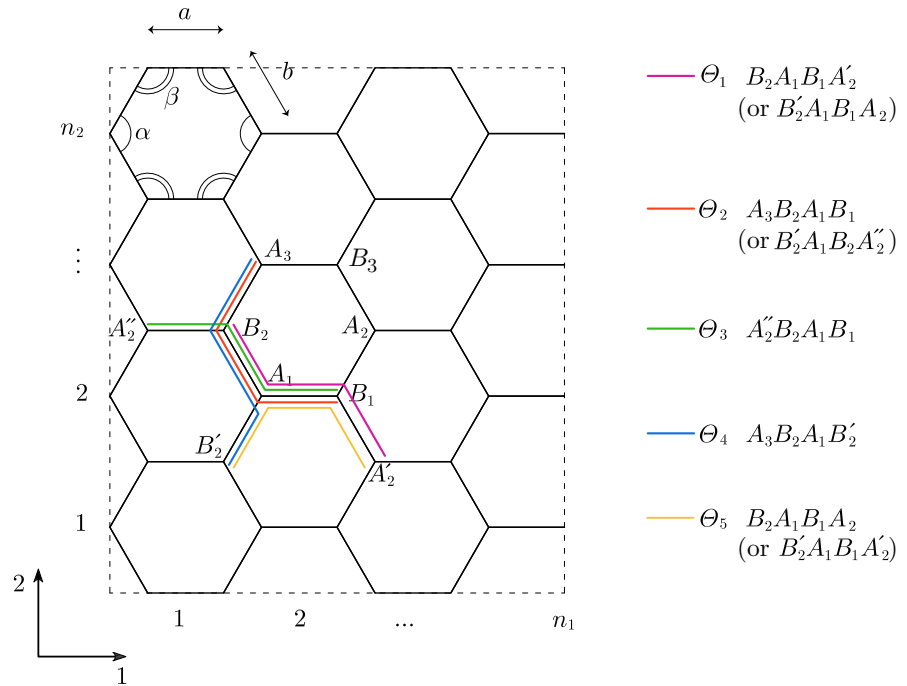 a
b
β
α
n₂
⋮
2
1
A₃
B₃
A₂″
B₂
A₂
A₁
B₁
B₂′
A₂′
1
2
...
n₁
2
1
Θ₁ B₂A₁B₁A₂′
(or B₂′A₁B₁A₂)
Θ₂ A₃B₂A₁B₁
(or B₂′A₁B₂A₂″)
Θ₃ A₂″B₂A₁B₁
Θ₄ A₃B₂A₁B₂′
Θ₅ B₂A₁B₁A₂
(or B₂′A₁B₁A₂′)